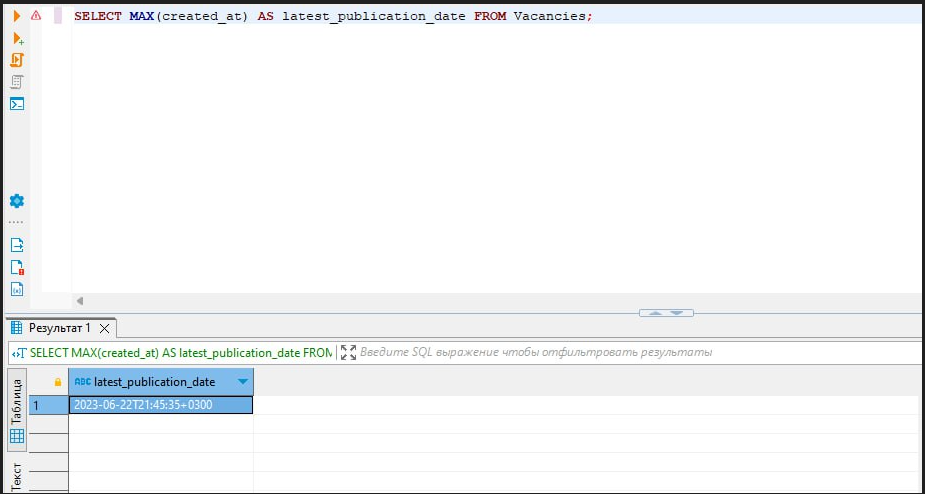 SELECT MAX(created_at) AS latest_publication_date FROM Vacancies;
Результат 1
SELECT MAX(created_at) AS latest_publication_date FROM
Введите SQL выражение чтобы отфильтровать результаты
Таблица
ABC latest_publication_date
1 2023-06-22T21:45:35+0300
Текст